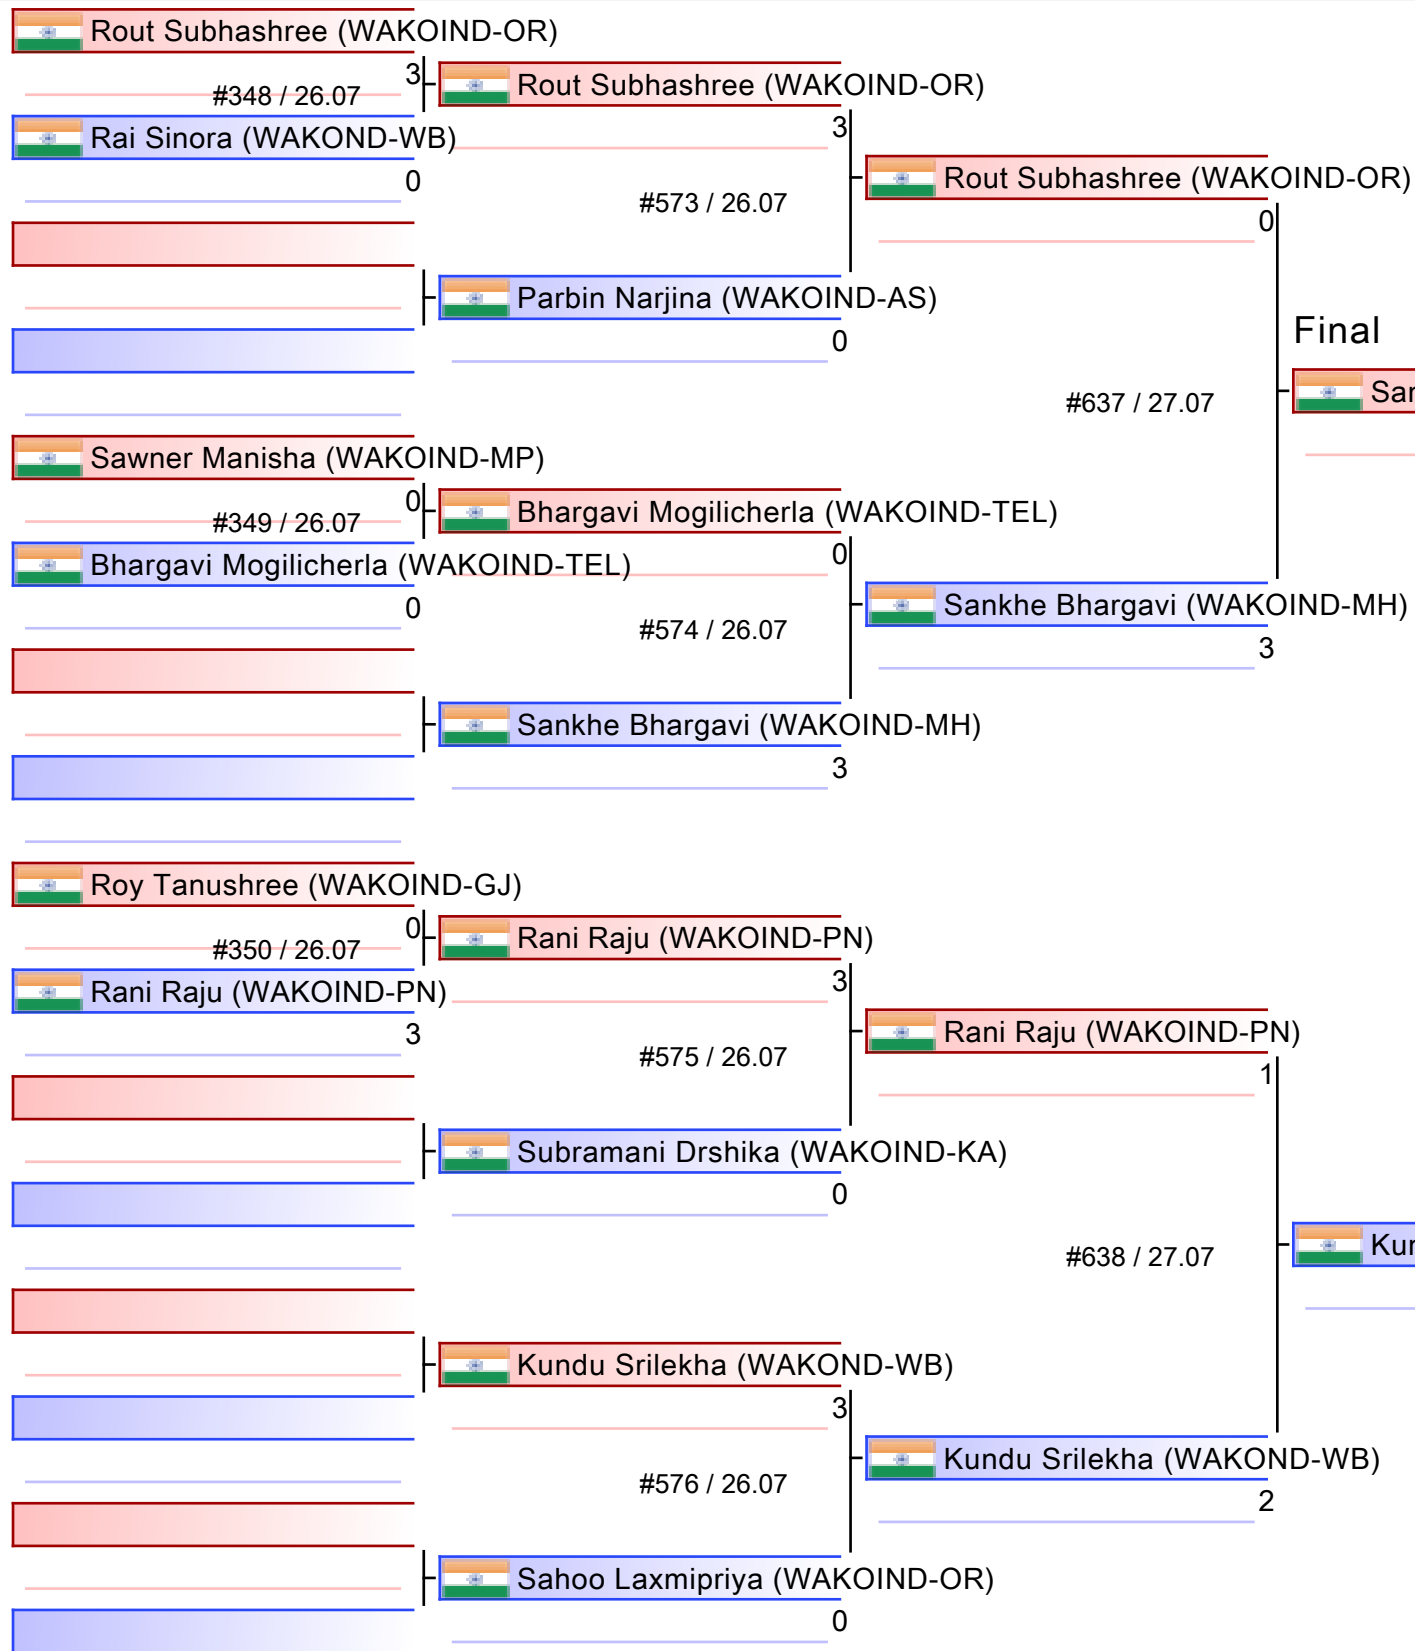 Rout Subhashree (WAKOIND-OR)
3
#348 / 26.07
Rai Sinora (WAKOND-WB)
0
Sawner Manisha (WAKOIND-MP)
0
#349 / 26.07
Bhargavi Mogilicherla (WAKOIND-TEL)
0
Roy Tanushree (WAKOIND-GJ)
0
#350 / 26.07
Rani Raju (WAKOIND-PN)
3
Rout Subhashree (WAKOIND-OR)
3
#573 / 26.07
Parbin Narjina (WAKOIND-AS)
0
Bhargavi Mogilicherla (WAKOIND-TEL)
0
#574 / 26.07
Sankhe Bhargavi (WAKOIND-MH)
3
Rani Raju (WAKOIND-PN)
3
#575 / 26.07
Subramani Drshika (WAKOIND-KA)
0
Kundu Srilekha (WAKOND-WB)
3
#576 / 26.07
Sahoo Laxmipriya (WAKOIND-OR)
0
Rout Subhashree (WAKOIND-OR)
0
#637 / 27.07
Sankhe Bhargavi (WAKOIND-MH)
3
Rani Raju (WAKOIND-PN)
1
#638 / 27.07
Kundu Srilekha (WAKOND-WB)
2
Final